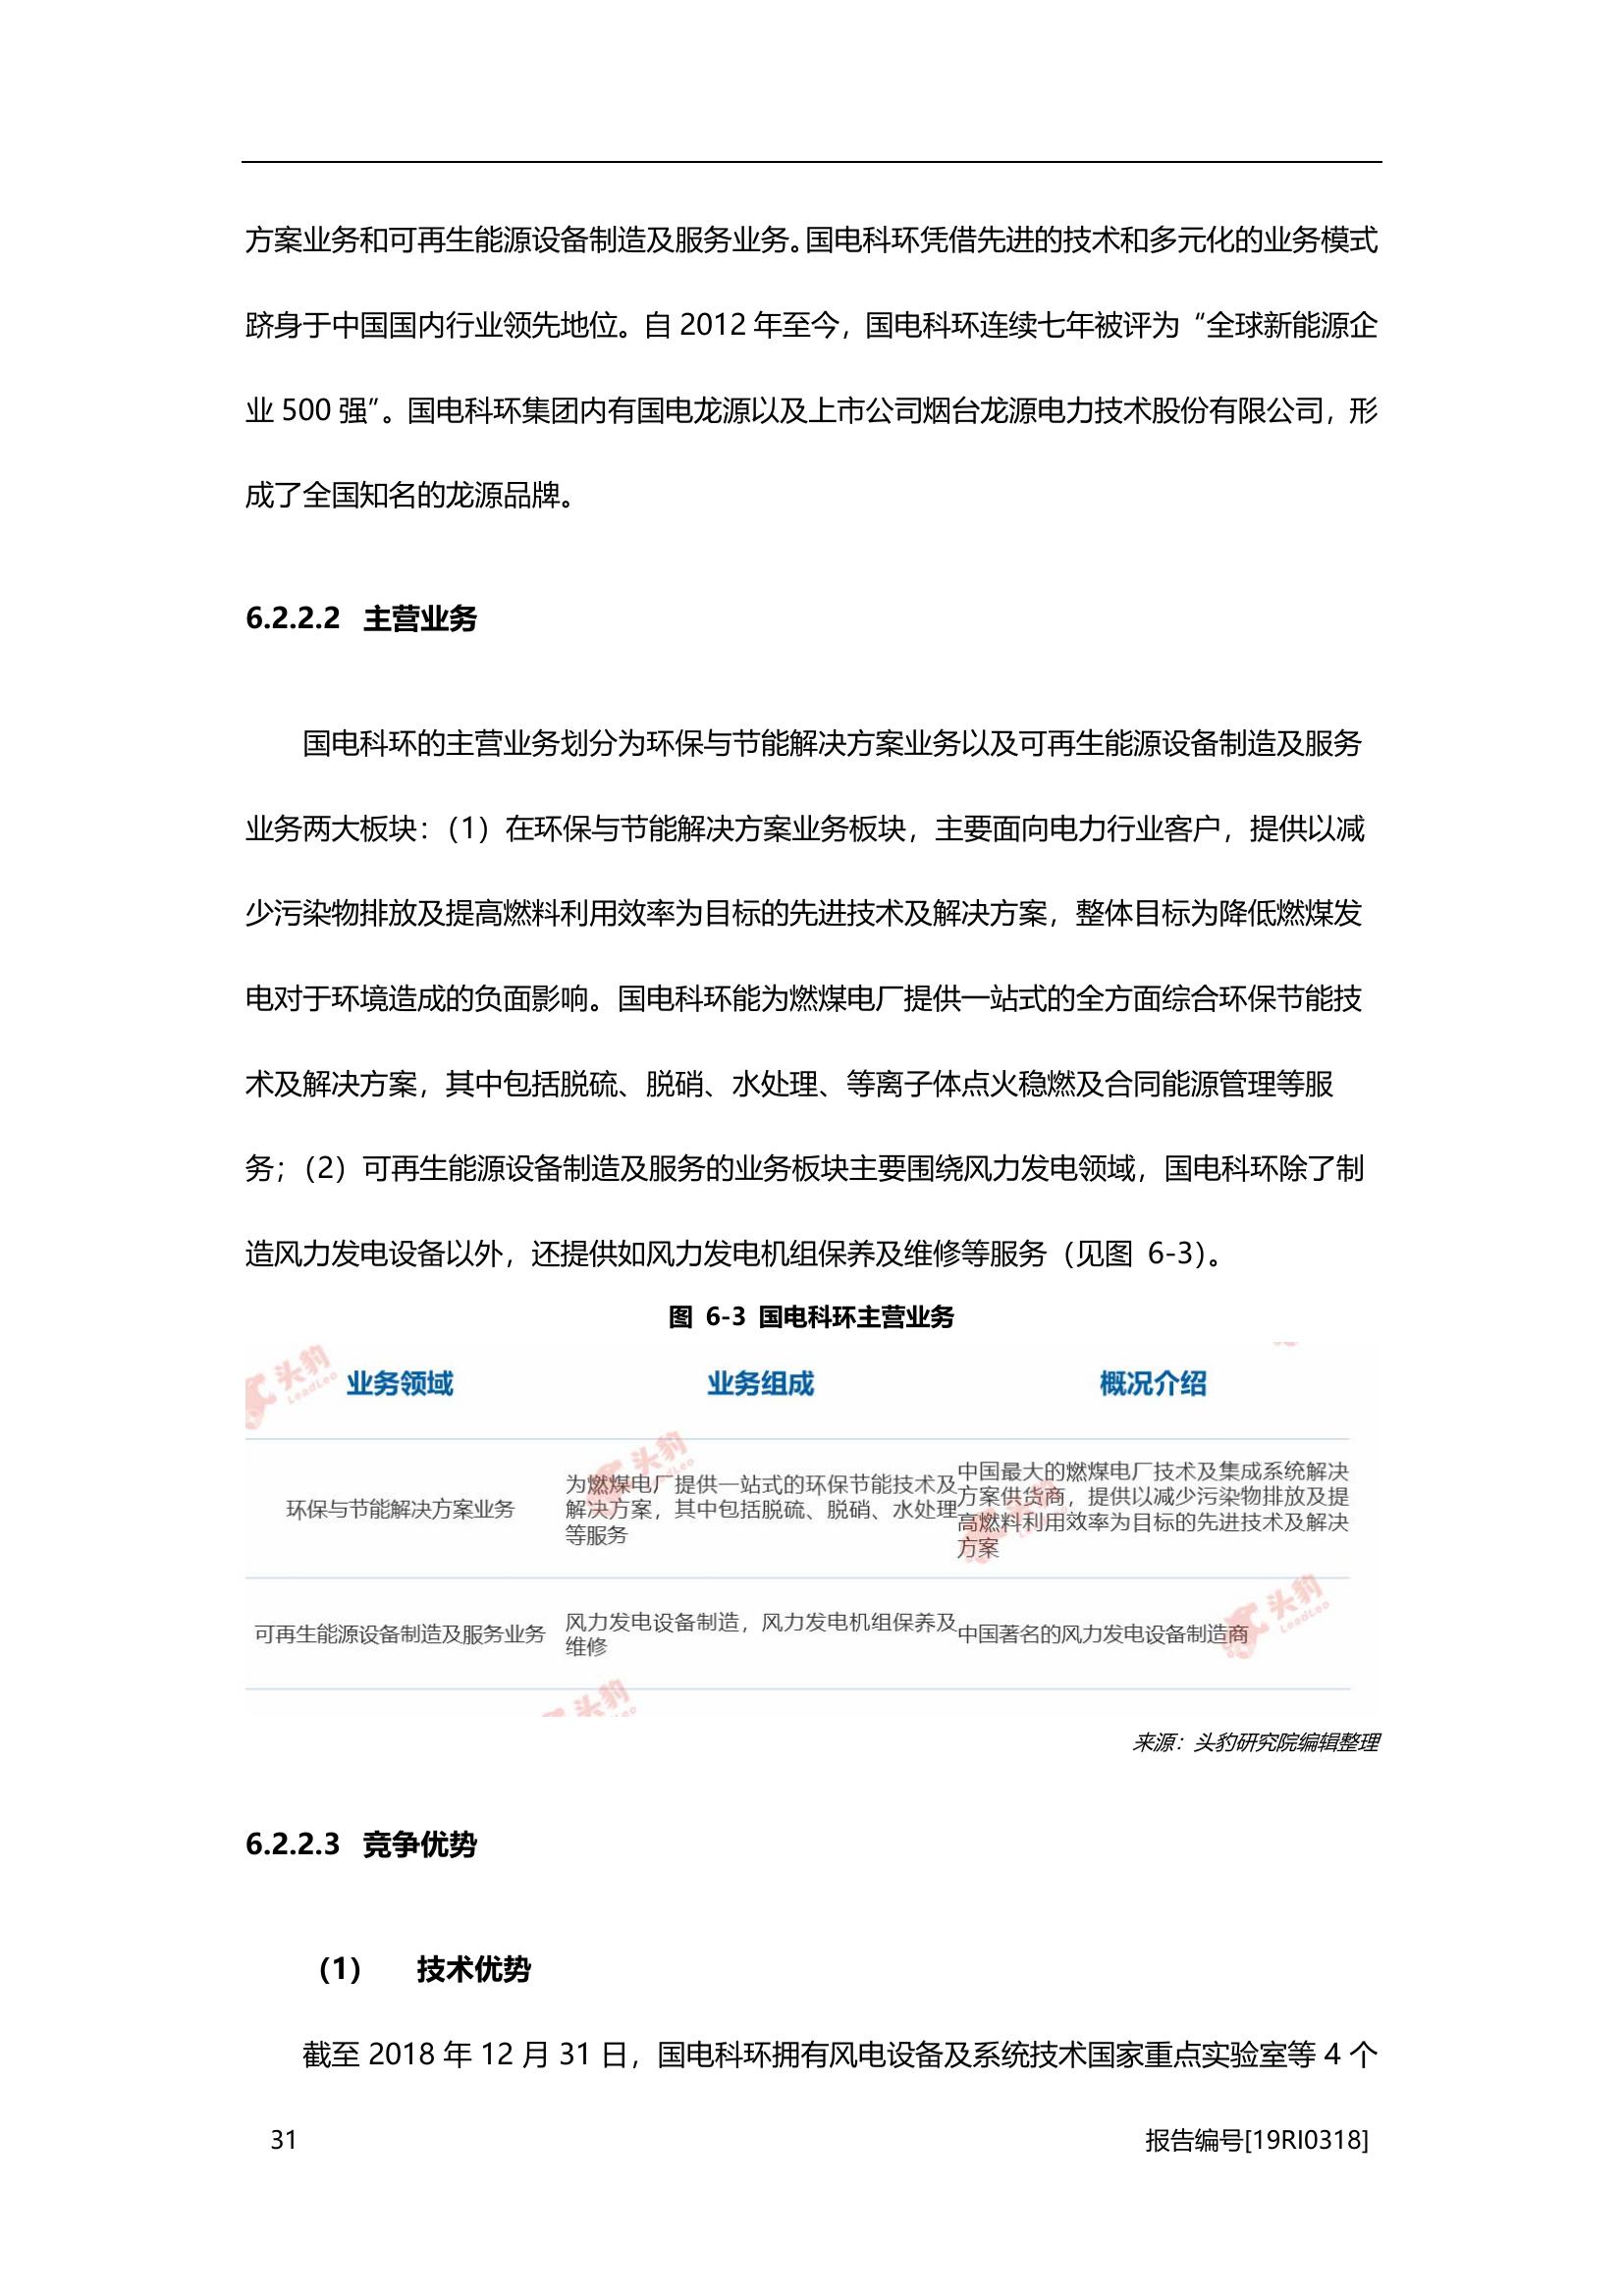 方案业务和可再生能源设备制造及服务业务。国电科环凭借先进的技术和多元化的业务模式
跻身于中国国内行业领先地位。自 2012 年至今，国电科环连续七年被评为“全球新能源企
业 500 强”。国电科环集团内有国电龙源以及上市公司烟台龙源电力技术股份有限公司，形
成了全国知名的龙源品牌。
6.2.2.2 主营业务
国电科环的主营业务划分为环保与节能解决方案业务以及可再生能源设备制造及服务
业务两大板块：（1）在环保与节能解决方案业务板块，主要面向电力行业客户，提供以减
少污染物排放及提高燃料利用效率为目标的先进技术及解决方案，整体目标为降低燃煤发
电对于环境造成的负面影响。国电科环能为燃煤电厂提供一站式的全方面综合环保节能技
术及解决方案，其中包括脱硫、脱硝、水处理、等离子体点火稳燃及合同能源管理等服
务；（2）可再生能源设备制造及服务的业务板块主要围绕风力发电领域，国电科环除了制
造风力发电设备以外，还提供如风力发电机组保养及维修等服务（见图 6-3）。
图 6-3 国电科环主营业务
头豹
LeadLeo
业务领域 业务组成 概况介绍
头豹
LeadLeo
环保与节能解决方案业务
为燃煤电厂提供一站式的环保节能技术及
解决方案，其中包括脱硫、脱硝、水处理
等服务
中国最大的燃煤电厂技术及集成系统解决
方案供货商，提供以减少污染物排放及提
高燃料利用效率为目标的先进技术及解决
方案
可再生能源设备制造及服务业务
风力发电设备制造，风力发电机组保养及
维修
中国著名的风力发电设备制造商
头豹
LeadLeo
头豹
来源：头豹研究院编辑整理
6.2.2.3 竞争优势
（1） 技术优势
截至 2018 年 12 月 31 日，国电科环拥有风电设备及系统技术国家重点实验室等 4 个
31 报告编号[19RI0318]